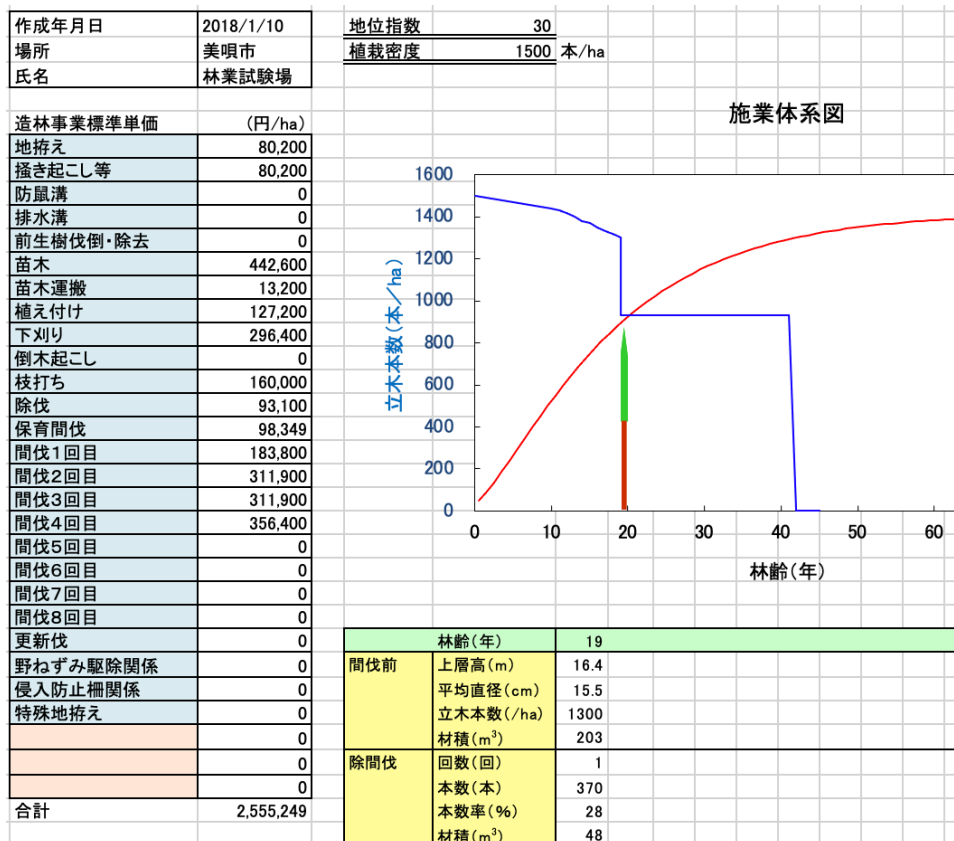 作成年月日 2018/1/10 地位指数 30
場所 美唄市 植栽密度 1500 本/ha
氏名 林業試験場
施業体系図
造林事業標準単価 (円/ha)
地拵え 80,200
掻き起こし等 80,200
防鼠溝 0
排水溝 0
前生樹伐倒・除去 0
苗木 442,600
苗木運搬 13,200
植え付け 127,200
下刈り 296,400
倒木起こし 0
枝打ち 160,000
除伐 93,100
保育間伐 98,349
間伐1回目 183,800
間伐2回目 311,900
間伐3回目 311,900
間伐4回目 356,400
間伐5回目 0
間伐6回目 0
間伐7回目 0
間伐8回目 0
更新伐 0
野ねずみ駆除関係 0
侵入防止柵関係 0
特殊地拵え 0
0
0
0
合計 2,555,249
立木本数(本/ha)
1600
1400
1200
1000
800
600
400
200
0
0 10 20 30 40 50 60
林齢(年)
林齢(年) 19
間伐前 上層高(m) 16.4
平均直径(cm) 15.5
立木本数(/ha) 1300
材積(m³) 203
除間伐 回数(回) 1
本数(本) 370
本数率(%) 28
材積(m³) 48